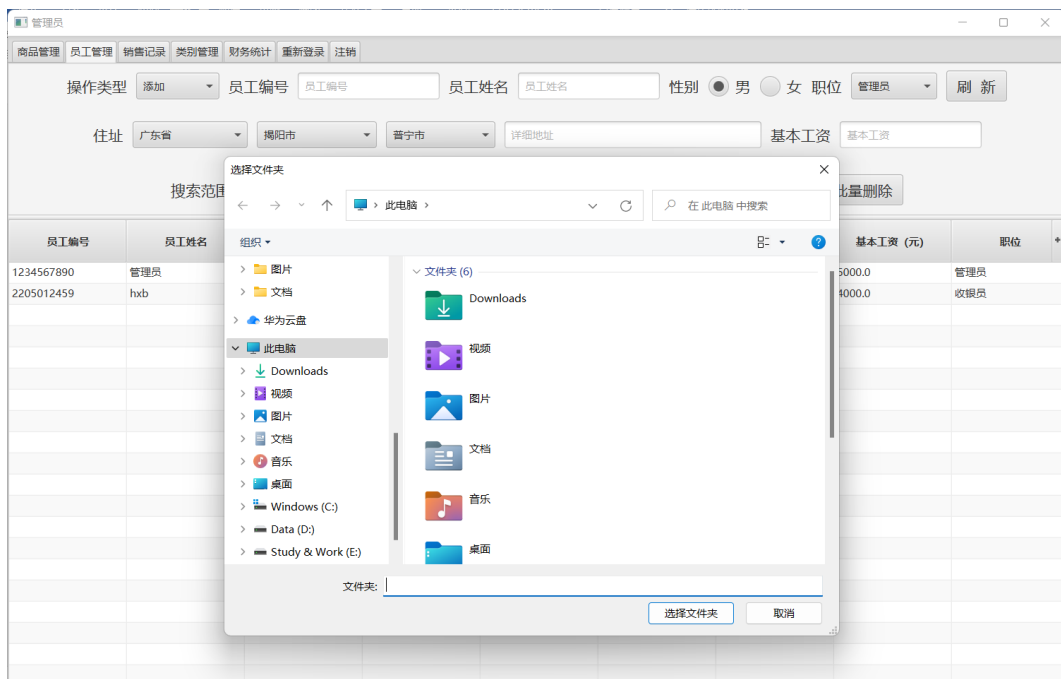 管理员
商品管理 员工管理 销售记录 类别管理 财务统计 重新登录 注销
操作类型 添加 员工编号 员工编号 员工姓名 员工姓名 性别 男 女 职位 管理员 刷 新
住址 广东省 揭阳市 普宁市 详细地址 基本工资 基本工资
选择文件夹
搜索范围 批量删除
此电脑 在 此电脑 中搜索
员工编号 员工姓名 基本工资 (元) 职位
组织
1234567890 管理员 5000.0 管理员
2205012459 hxb 4000.0 收银员
图片
文档
华为云盘
此电脑
Downloads
视频
图片
文档
音乐
桌面
Windows (C:)
Data (D:)
Study & Work (E:)
文件夹 (6)
Downloads
视频
图片
文档
音乐
桌面
文件夹:
选择文件夹 取消